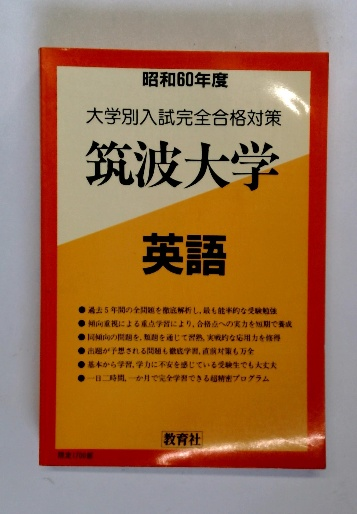 昭和60年度
大学別入試完全合格対策
筑波大学
英語
●過去5年間の全問題を徹底解析し、最も能率的な受験勉強
●傾向重視による重点学習により、合格点への実力を短期で養成
●同傾向の問題を、類題を通じて習熟、実戦的な応用力を修得
●出題が予想される問題も徹底学習、直前対策も万全
●基本から学習、学力に不安を感じている受験生でも大丈夫
●一日二時間、一か月で完全学習できる超精密プログラム
教育社